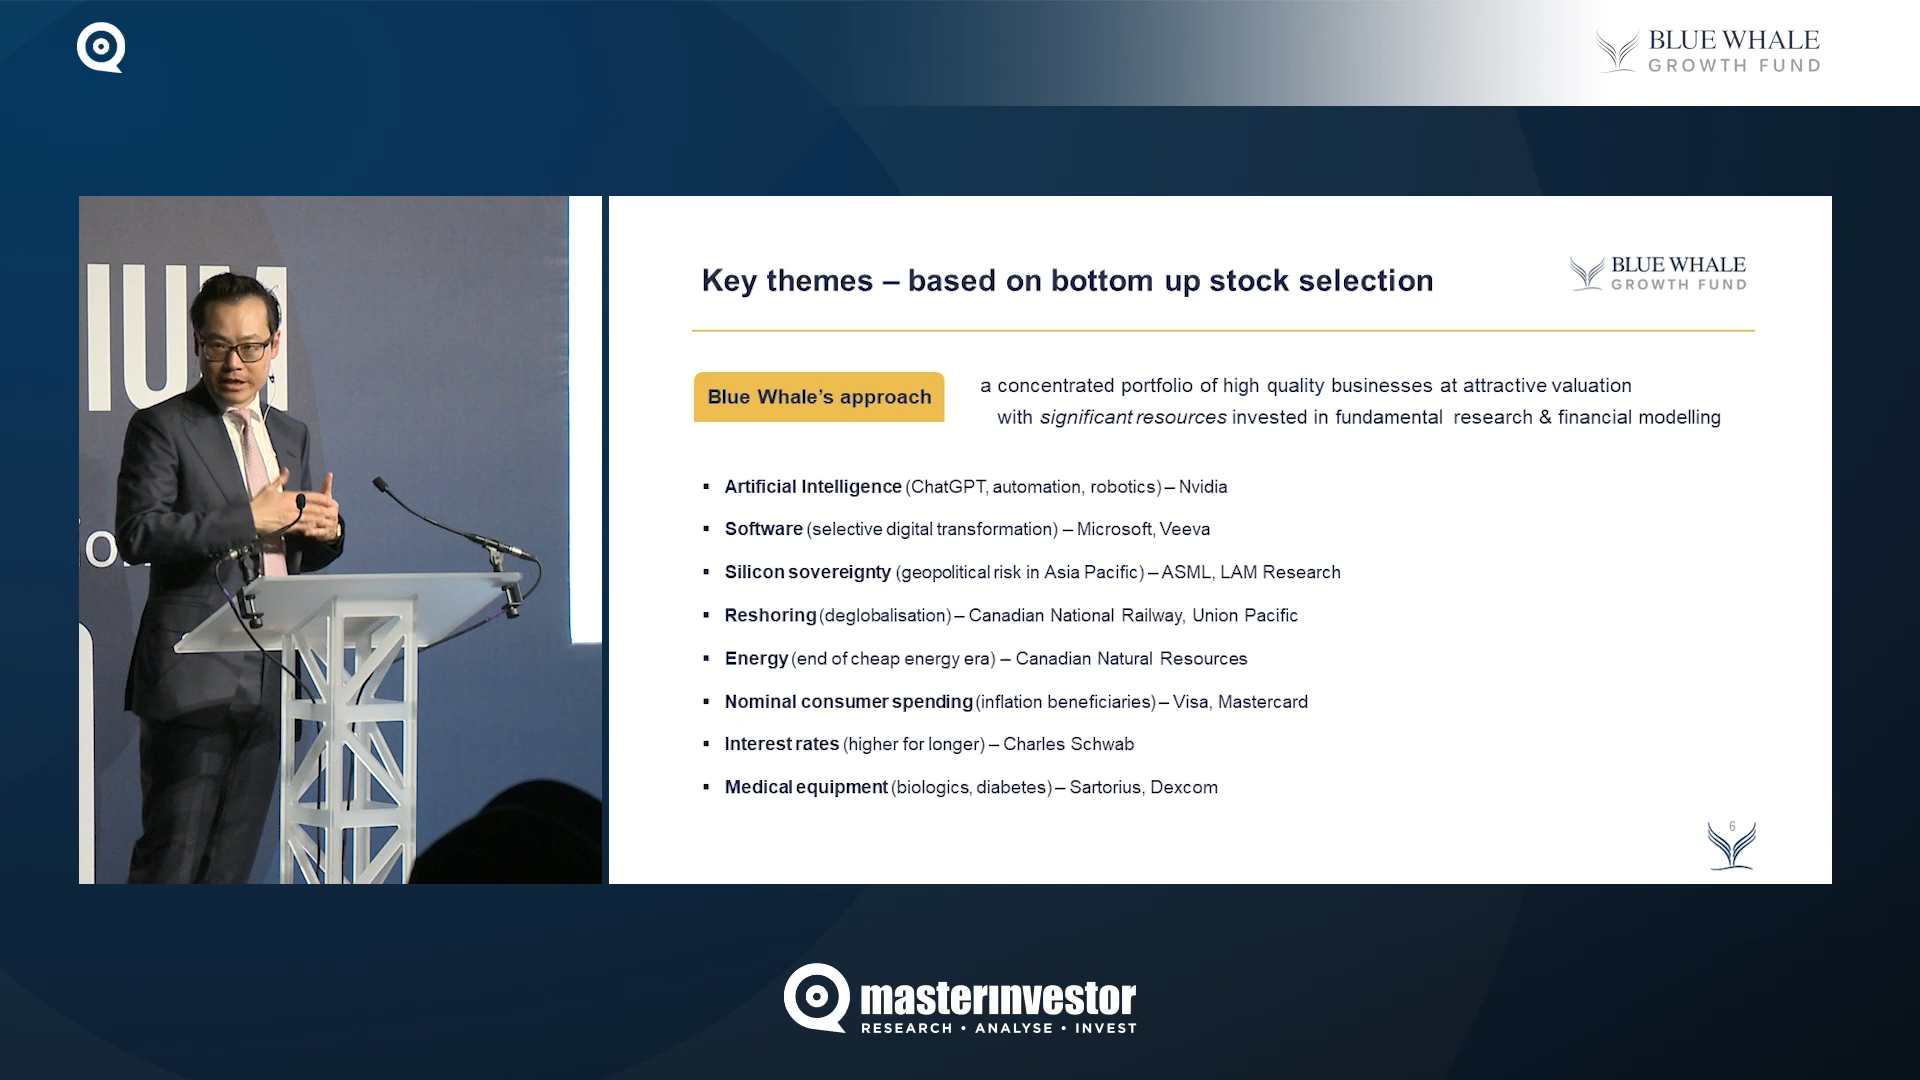 BLUE WHALE
GROWTH FUND
IUM
Key themes – based on bottom up stock selection
BLUE WHALE
GROWTH FUND
Blue Whale's approach
a concentrated portfolio of high quality businesses at attractive valuation
with significant resources invested in fundamental research & financial modelling
▪ Artificial Intelligence (ChatGPT, automation, robotics) – Nvidia
▪ Software (selective digital transformation) – Microsoft, Veeva
▪ Silicon sovereignty (geopolitical risk in Asia Pacific) – ASML, LAM Research
▪ Reshoring (deglobalisation) – Canadian National Railway, Union Pacific
▪ Energy (end of cheap energy era) – Canadian Natural Resources
▪ Nominal consumer spending (inflation beneficiaries) – Visa, Mastercard
▪ Interest rates (higher for longer) – Charles Schwab
▪ Medical equipment (biologics, diabetes) – Sartorius, Dexcom
6
masterinvestor
RESEARCH • ANALYSE • INVEST